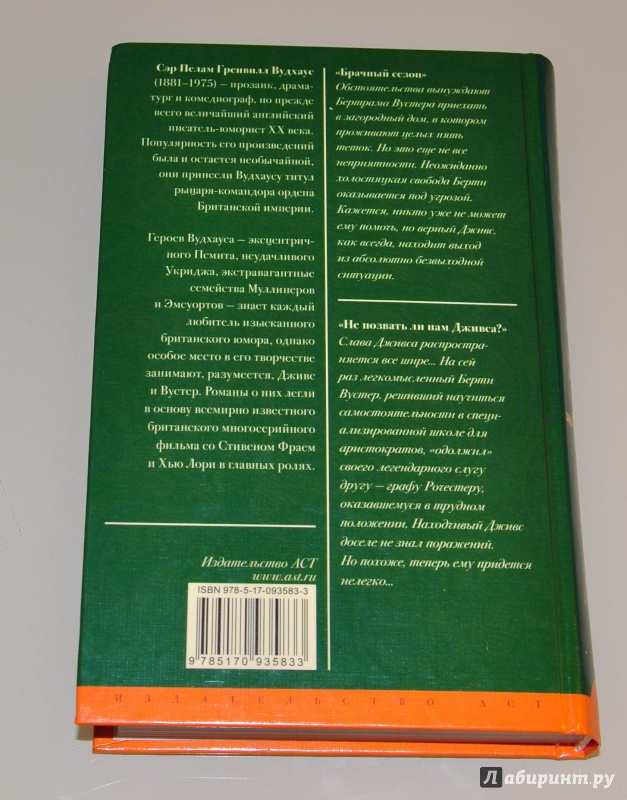 Сэр Пелам Гренвилл Вудхаус
(1881–1975) – прозаик, драма-
тург и комедиограф, но прежде
всего величайший английский
писатель-юморист XX века.
Популярность его произведений
была и остается необычайной,
они принесли Вудхаусу титул
рыцаря-командора ордена
Британской империи.
Героев Вудхауса – эксцентрич-
ного Псмита, неудачливого
Укриджа, экстравагантные
семейства Муллинеров
и Эмсуортов – знает каждый
любитель изысканного
британского юмора, однако
особое место в его творчестве
занимают, разумеется, Дживс
и Вустер. Романы о них легли
в основу всемирно известного
британского многосерийного
фильма со Стивеном Фраем
и Хью Лори в главных ролях.
Издательство АСТ
www.ast.ru
ISBN 978-5-17-093583-3
9 785170 935833
«Брачный сезон»
Обстоятельства вынуждают
Бертрама Вустера приехать
в загородный дом, в котором
проживают целых пять
теток. Но это еще не все
неприятности. Неожиданно
холостяцкая свобода Берти
оказывается под угрозой.
Кажется, никто уже не может
ему помочь, но верный Дживс,
как всегда, находит выход
из абсолютно безвыходной
ситуации.
«Не позвать ли нам Дживса?»
Слава Дживса распростра-
няется все шире... На сей
раз легкомысленный Берти
Вустер, решивший научиться
самостоятельности в специ-
ализированной школе для
аристократов, «одолжил»
своего легендарного слугу
другу – графу Рочестеру,
оказавшемуся в трудном
положении. Находчивый Дживс
доселе не знал поражений.
Но похоже, теперь ему придется
нелегко...
ИЗДАТЕЛЬСТВО АСТ
Лабиринт.ру